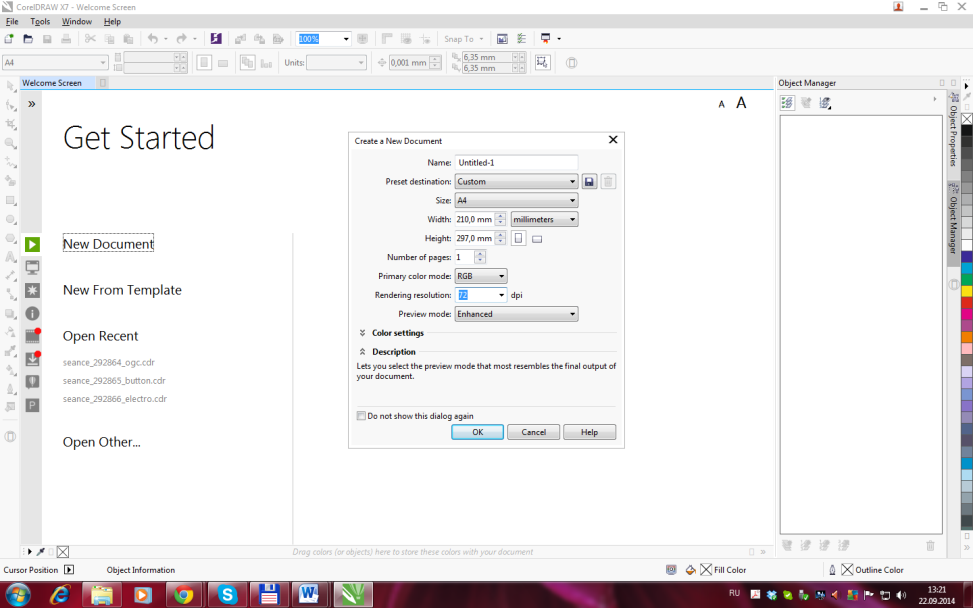 CorelDRAW X7 - Welcome Screen
File Tools Window Help
100% Snap To
A4 Units: 0,001 mm 6,35 mm
6,35 mm
Welcome Screen
Object Manager
A A
Get Started
New Document
New From Template
Open Recent
seance_292864_ogc.cdr
seance_292865_button.cdr
seance_292866_electro.cdr
Open Other...
Create a New Document
Name: Untitled-1
Preset destination: Custom
Size: A4
Width: 210,0 mm millimeters
Height: 297,0 mm
Number of pages: 1
Primary color mode: RGB
Rendering resolution: 72 dpi
Preview mode: Enhanced
Color settings
Description
Lets you select the preview mode that most resembles the final output of
your document.
Do not show this dialog again
OK Cancel Help
Object Properties
Object Manager
Drag colors (or objects) here to store these colors with your document
Cursor Position Object Information Fill Color Outline Color
RU 13:21
22.09.2014